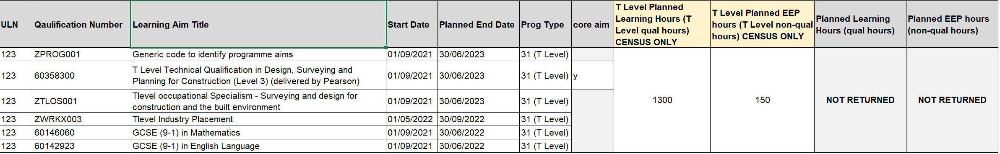 ULN
Qaulification Number
Learning Aim Title
Start Date
Planned End Date
Prog Type
core aim
T Level Planned
Learning Hours (T
Level qual hours)
CENSUS ONLY
T Level Planned EEP
hours (T Level non-qual
hours) CENSUS ONLY
Planned Learning
Hours (qual hours)
Planned EEP hours
(non-qual hours)
123 ZPROG001 Generic code to identify programme aims 01/09/2021 30/06/2023 31 (T Level)
123 60358300 T Level Technical Qualification in Design, Surveying and
Planning for Construction (Level 3) (delivered by Pearson) 01/09/2021 30/06/2023 31 (T Level) y
123 ZTLOS001 Tlevel occupational Specialism - Surveying and design for
construction and the built environment 01/09/2021 30/06/2023 31 (T Level)
1300 150 NOT RETURNED NOT RETURNED
123 ZWRKX003 Tlevel Industry Placement 01/05/2022 30/09/2022 31 (T Level)
123 60146060 GCSE (9-1) in Mathematics 01/09/2021 30/06/2022 31 (T Level)
123 60142923 GCSE (9-1) in English Language 01/09/2021 30/06/2022 31 (T Level)